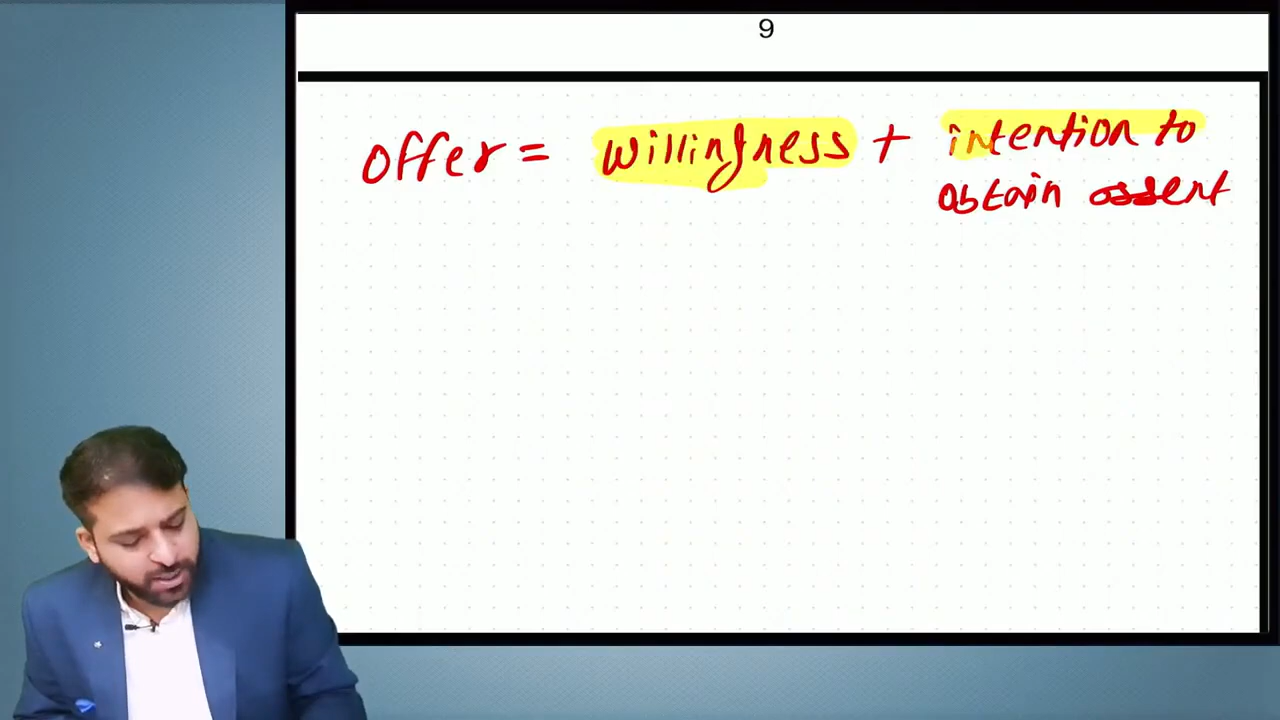 9
offer = willingness + intention to
obtain assent